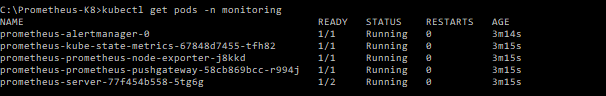 C:\Prometheus-K8>kubectl get pods -n monitoring
NAME READY STATUS RESTARTS AGE
prometheus-alertmanager-0 1/1 Running 0 3m14s
prometheus-kube-state-metrics-67848d7455-tfh82 1/1 Running 0 3m15s
prometheus-prometheus-node-exporter-j8kkd 1/1 Running 0 3m15s
prometheus-prometheus-pushgateway-58cb869bcc-r994j 1/1 Running 0 3m15s
prometheus-server-77f454b558-5tg6g 1/2 Running 0 3m15s